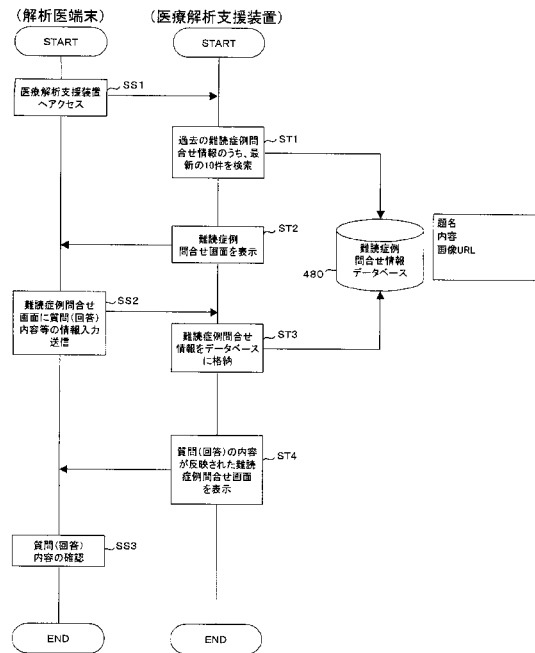 (解析医端末)
(医療解析支援装置)
START
START
医療解析支援装置
へアクセス
SS1
過去の難読症例問
合せ情報のうち、最
新の10件を検索
ST1
難読症例
問合せ画面を表示
ST2
難読症例
問合せ情報
データベース
480
題名
内容
画像URL
難読症例問合せ
画面に質問(回答)
内容等の情報入力
送信
SS2
難読症例問合せ
情報をデータベース
に格納
ST3
質問(回答)の内容
が反映された難読
症例問合せ画面
を表示
ST4
質問(回答)
内容の確認
SS3
END
END